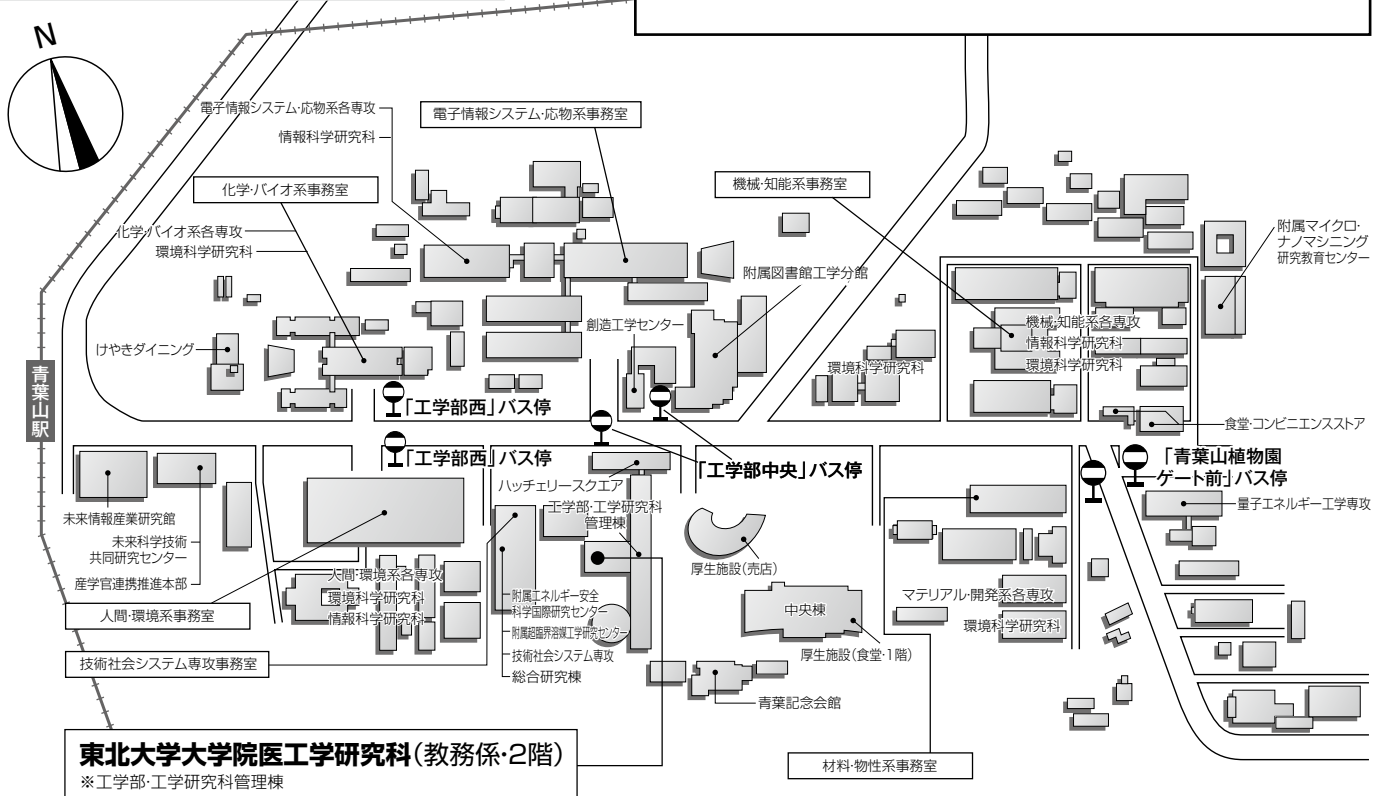 N
電子情報システム・応物系各専攻
情報科学研究科
電子情報システム・応物系事務室
化学・バイオ系事務室
機械・知能系事務室
化学・バイオ系各専攻
環境科学研究科
附属マイクロ・
ナノマシニング
研究教育センター
附属図書館工学分館
創造工学センター
機械・知能系各専攻
情報科学研究科
環境科学研究科
環境科学研究科
けやきダイニング
青葉山駅
「工学部西」バス停
食堂・コンビニエンスストア
「工学部西」バス停
「工学部中央」バス停
「青葉山植物園
ゲート前」バス停
ハッチェリースクエア
工学部・工学研究科
管理棟
量子エネルギー工学専攻
未来情報産業研究館
未来科学技術
共同研究センター
産学官連携推進本部
厚生施設(売店)
人間・環境系各専攻
環境科学研究科
情報科学研究科
附属エネルギー安全
科学国際研究センター
附属超臨界溶媒工学研究センター
技術社会システム専攻
総合研究棟
マテリアル・開発系各専攻
環境科学研究科
中央棟
人間・環境系事務室
厚生施設(食堂・1階)
技術社会システム専攻事務室
青葉記念会館
東北大学大学院医工学研究科(教務係・2階)
※工学部・工学研究科管理棟
材料・物性系事務室